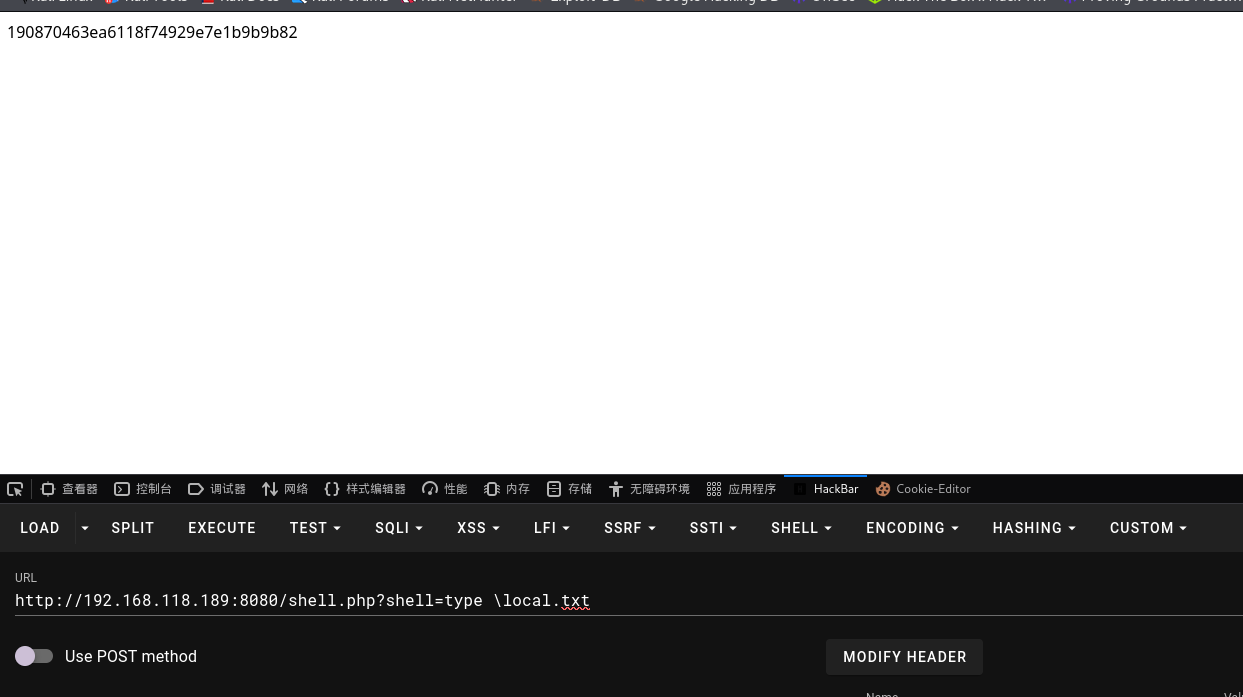 190870463ea6118f74929e7e1b9b9b82
查看器 控制台 调试器 网络 样式编辑器 性能 内存 存储 无障碍环境 应用程序 HackBar Cookie-Editor
LOAD SPLIT EXECUTE TEST SQLI XSS LFI SSRF SSTI SHELL ENCODING HASHING CUSTOM
URL
http://192.168.118.189:8080/shell.php?shell=type \local.txt
Use POST method MODIFY HEADER